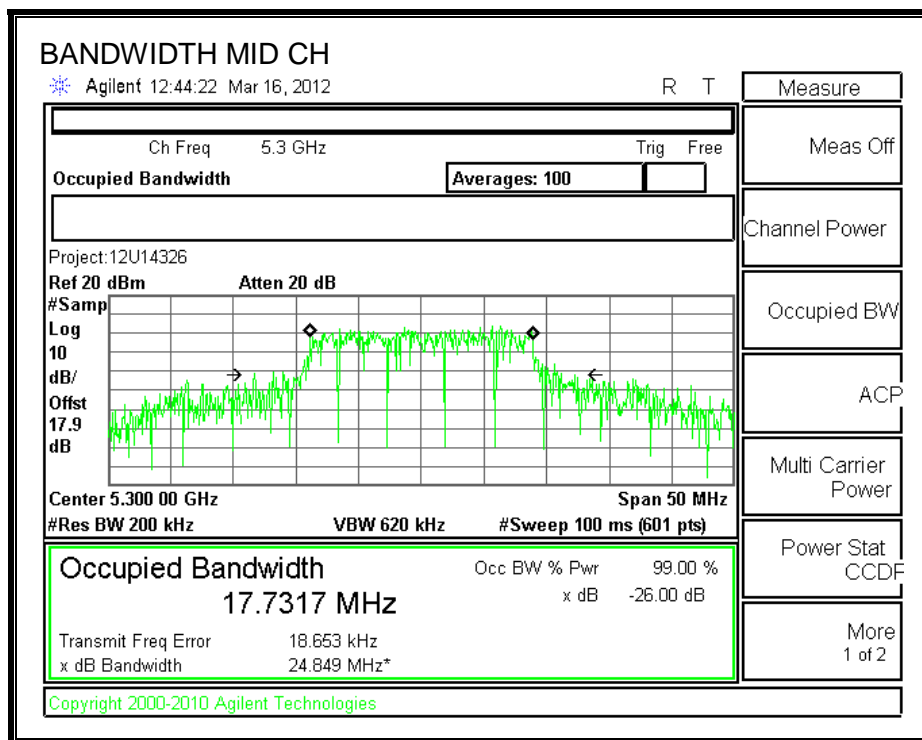 BANDWIDTH MID CH
Agilent 12:44:22 Mar 16, 2012 R T
Measure
Ch Freq 5.3 GHz Trig Free
Meas Off
Occupied Bandwidth Averages: 100
Channel Power
Project:12U14326
Ref 20 dBm Atten 20 dB
#Samp
Log
10
dB/
Offst
17.9
dB
Occupied BW
ACP
Multi Carrier
Power
Center 5.300 00 GHz Span 50 MHz
#Res BW 200 kHz VBW 620 kHz #Sweep 100 ms (601 pts)
Power Stat
CCDF
Occupied Bandwidth Occ BW % Pwr 99.00 %
17.7317 MHz x dB -26.00 dB
Transmit Freq Error 18.653 kHz
x dB Bandwidth 24.849 MHz*
More
1 of 2
Copyright 2000-2010 Agilent Technologies